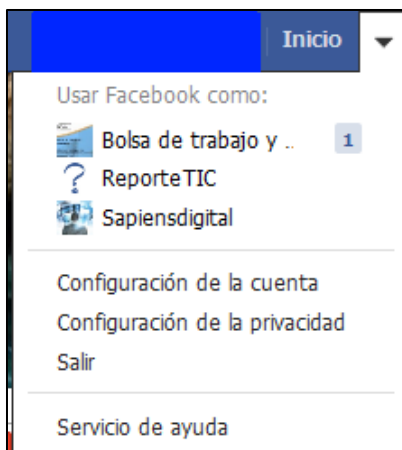 Inicio
Usar Facebook como:
Bolsa de trabajo y ..
1
ReporteTIC
Sapiensdigital
Configuración de la cuenta
Configuración de la privacidad
Salir
Servicio de ayuda